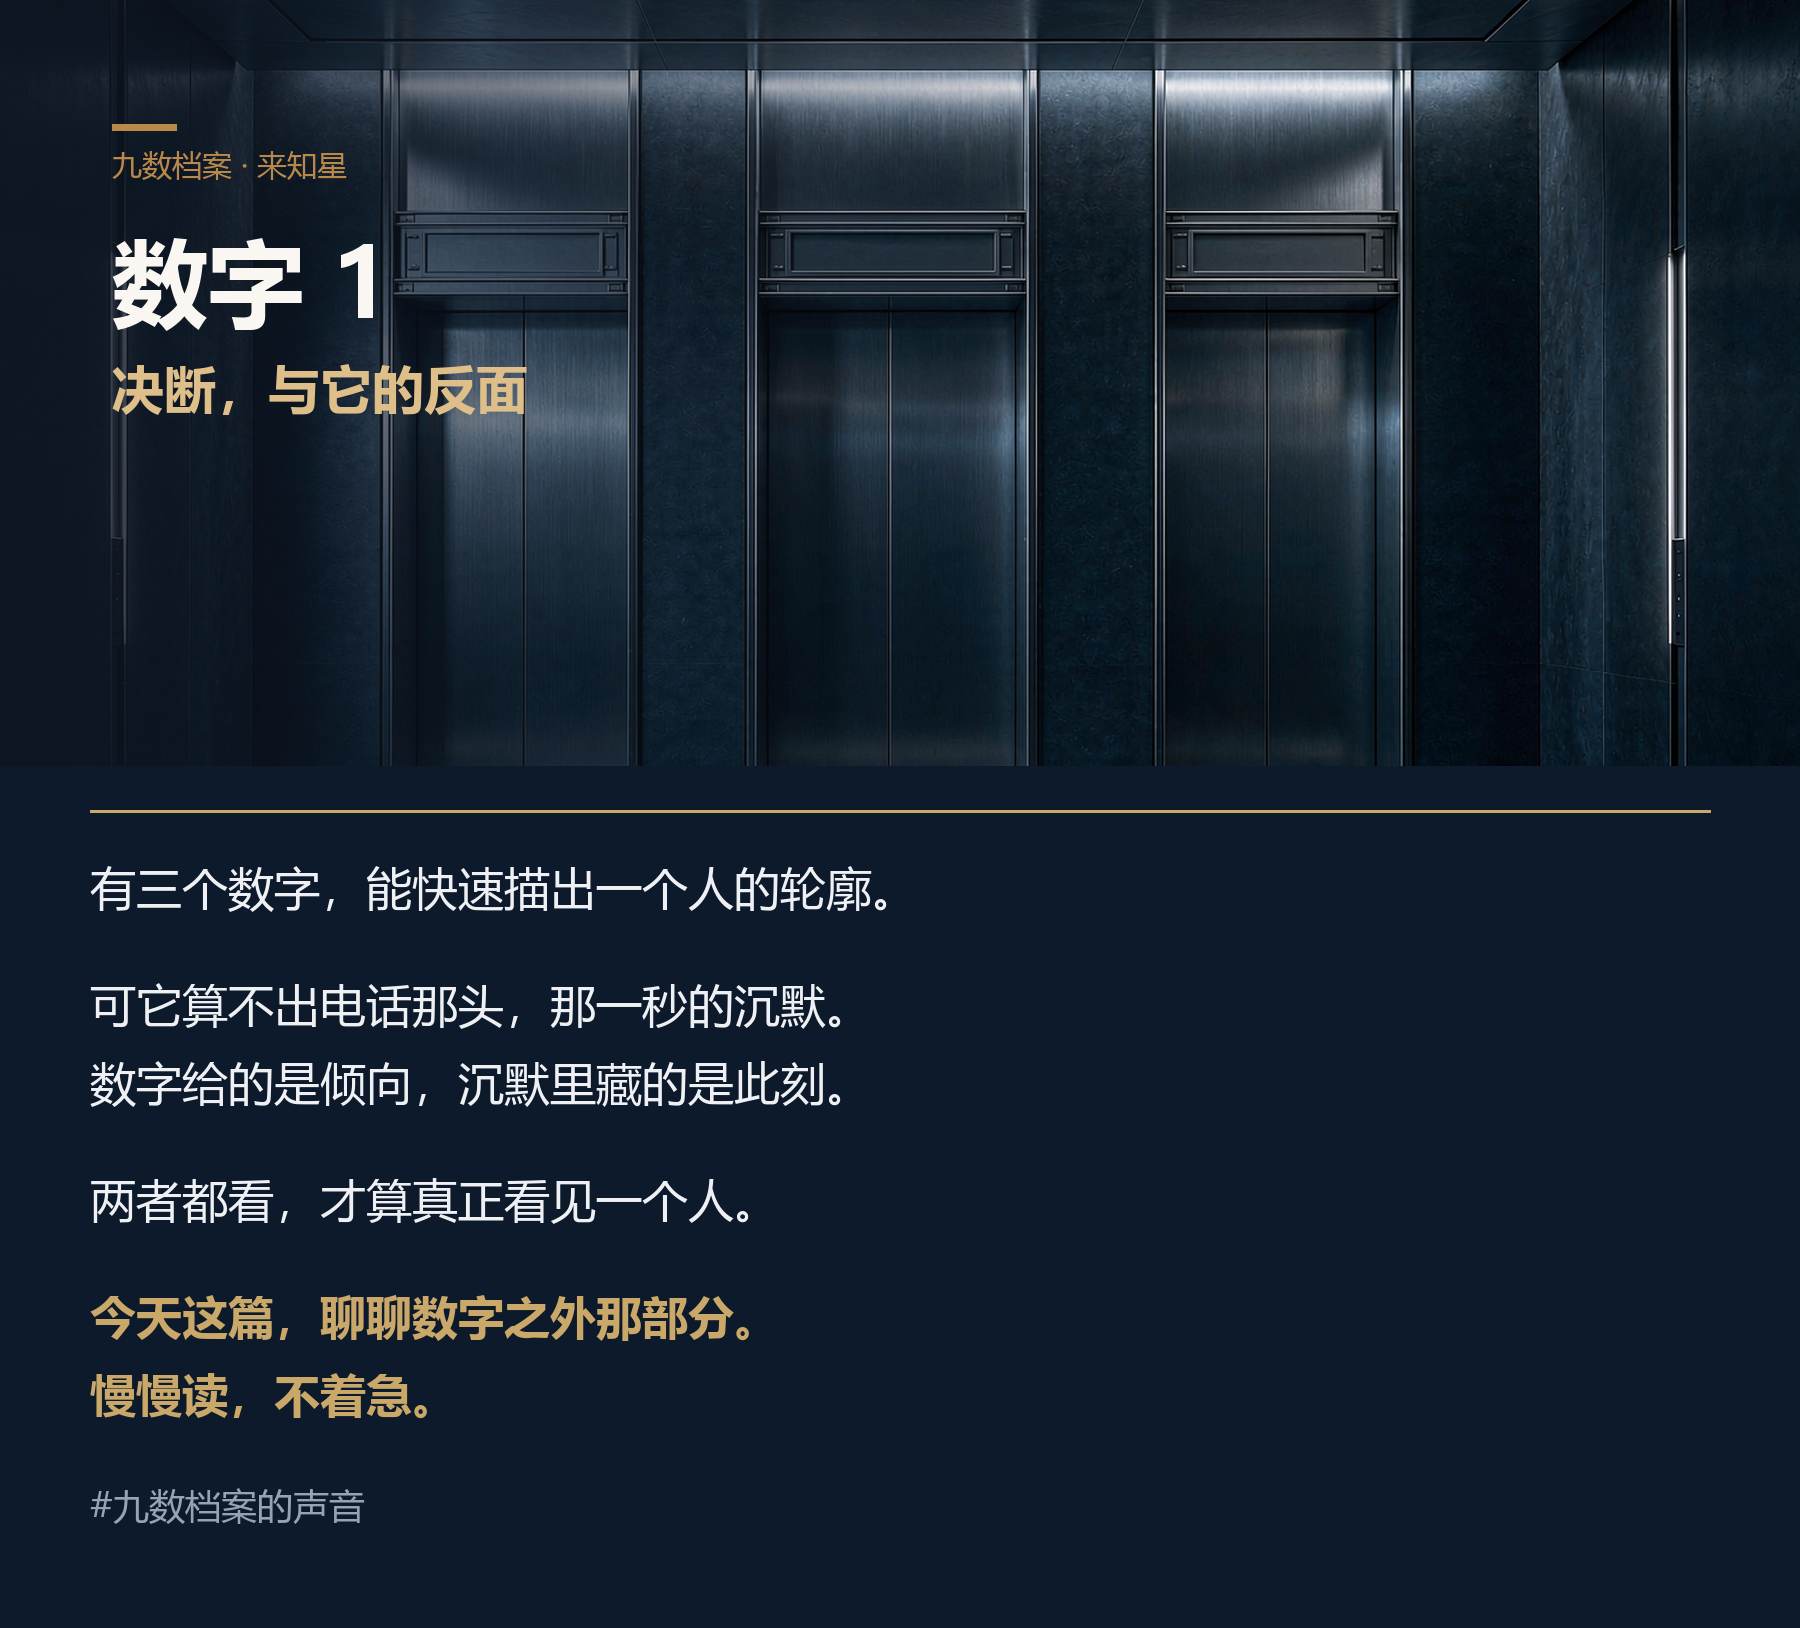 九数档案 · 来知星
数字 1
决断，与它的反面
有三个数字，能快速描出一个人的轮廓。
可它算不出电话那头，那一秒的沉默。
数字给的是倾向，沉默里藏的是此刻。
两者都看，才算真正看见一个人。
今天这篇，聊聊数字之外那部分。
慢慢读，不着急。
#九数档案的声音